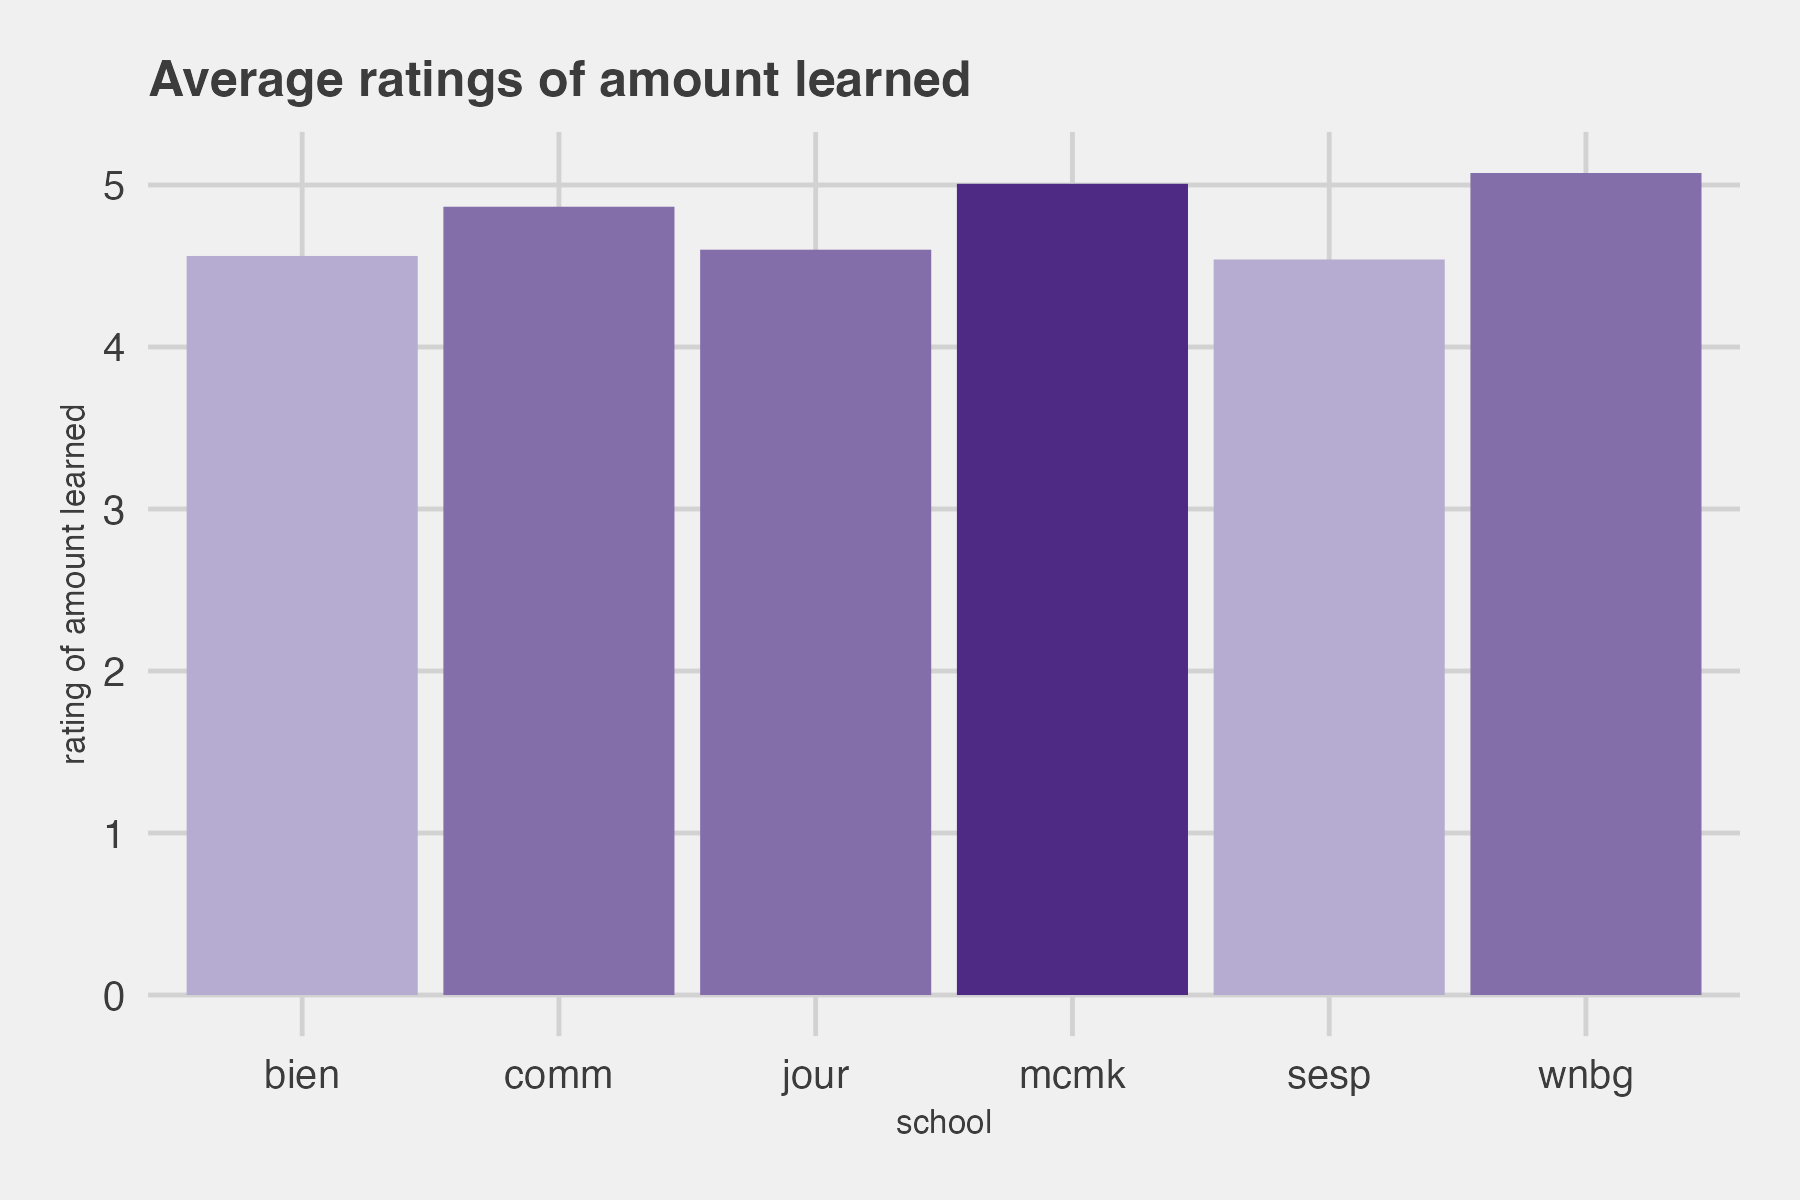 Average ratings of amount learned
5
4
3
2
1
0
rating of amount learned
bien comm jour mcmk sesp wnbg
school